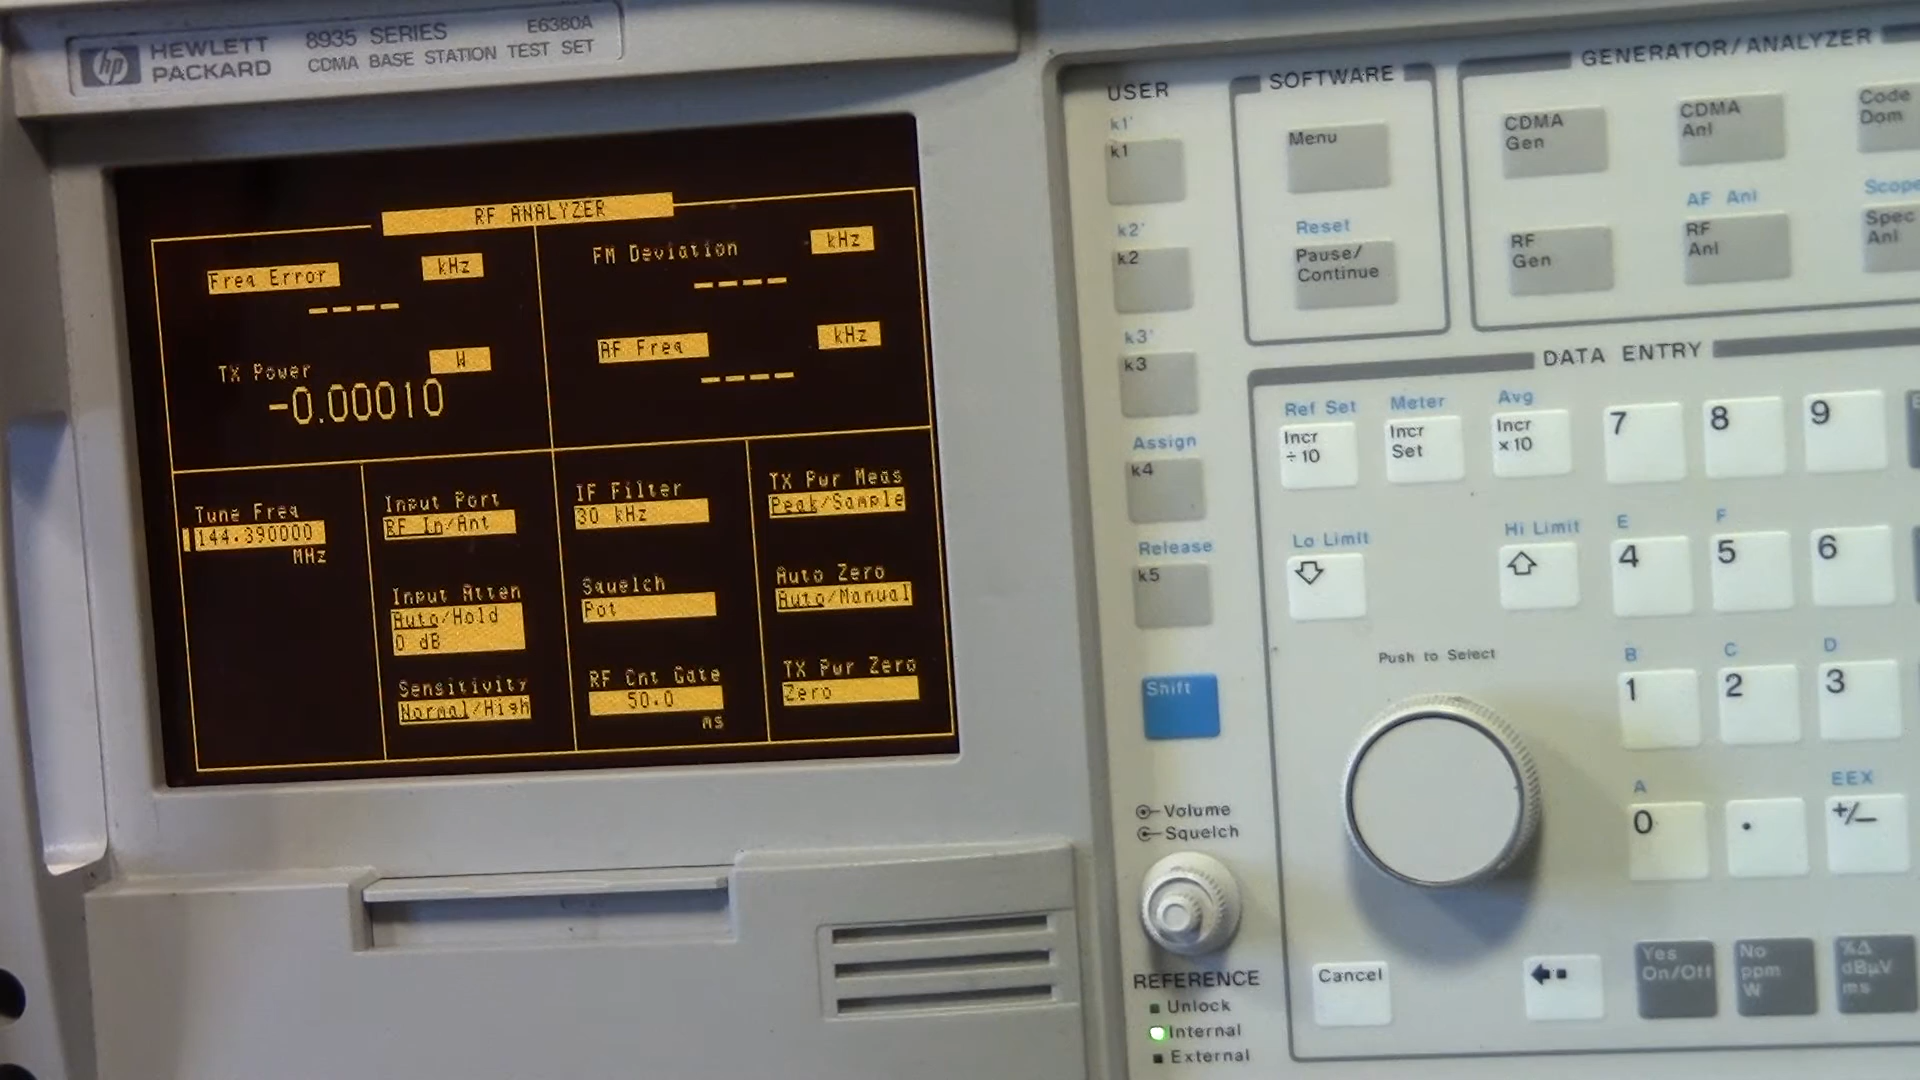 hp HEWLETT PACKARD
8935 SERIES E6380A
CDMA BASE STATION TEST SET
RF ANALYZER
Freq Error kHz
----
TX Power W
-0.00010
FM Deviation kHz
----
AF Freq kHz
----
Tune Freq
144.390000
MHz
Input Port
RF In/Ant
Input Atten
Auto/Hold
0 dB
Sensitivity
Normal/High
IF Filter
30 kHz
Squelch
Pot
RF Cnt Gate
50.0
ms
TX Pwr Meas
Peak/Sample
Auto Zero
Auto/Manual
TX Pwr Zero
Zero
USER
k1'
k1
k2'
k2
k3'
k3
Assign
k4
Release
k5
Shift
Volume
Squelch
REFERENCE
Unlock
Internal
External
SOFTWARE
Menu
Reset
Pause/
Continue
GENERATOR/ANALYZER
CDMA
Gen
CDMA
Anl
Code
Dom
RF
Gen
AF Anl
RF
Anl
Scope
Spec
Anl
DATA ENTRY
Ref Set
Incr
÷10
Meter
Incr
Set
Avg
Incr
×10
7 8 9
Lo Limit
Hi Limit
E F
4 5 6
Push to Select
B C D
1 2 3
A EEX
0 . +/−
Cancel
Yes
On/Off
No
ppm
W
%Δ
dBµV
ms